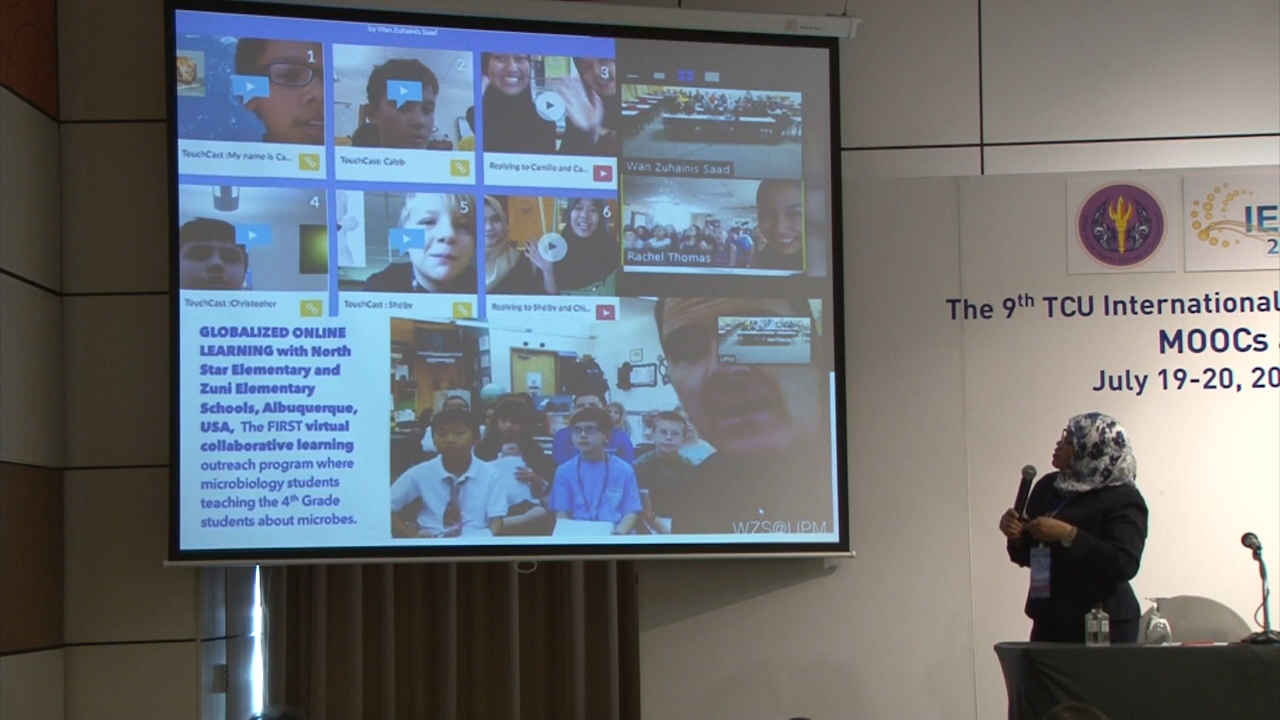 by Wan Zuhainis Saad
1
2
3
TouchCast :My name is Ca...
TouchCast: Caleb
Replying to Camille and Ca...
4
5
6
TouchCast :Christopher
TouchCast : Shelby
Replying to Shelby and Chi...
Wan Zuhainis Saad
Rachel Thomas
UPM
GLOBALIZED ONLINE
LEARNING with North
Star Elementary and
Zuni Elementary
Schools, Albuquerque,
USA, The FIRST virtual
collaborative learning
outreach program where
microbiology students
teaching the 4th Grade
students about microbes.
WZS@UPM
IE
2
The 9th TCU International
MOOCs
July 19-20, 20